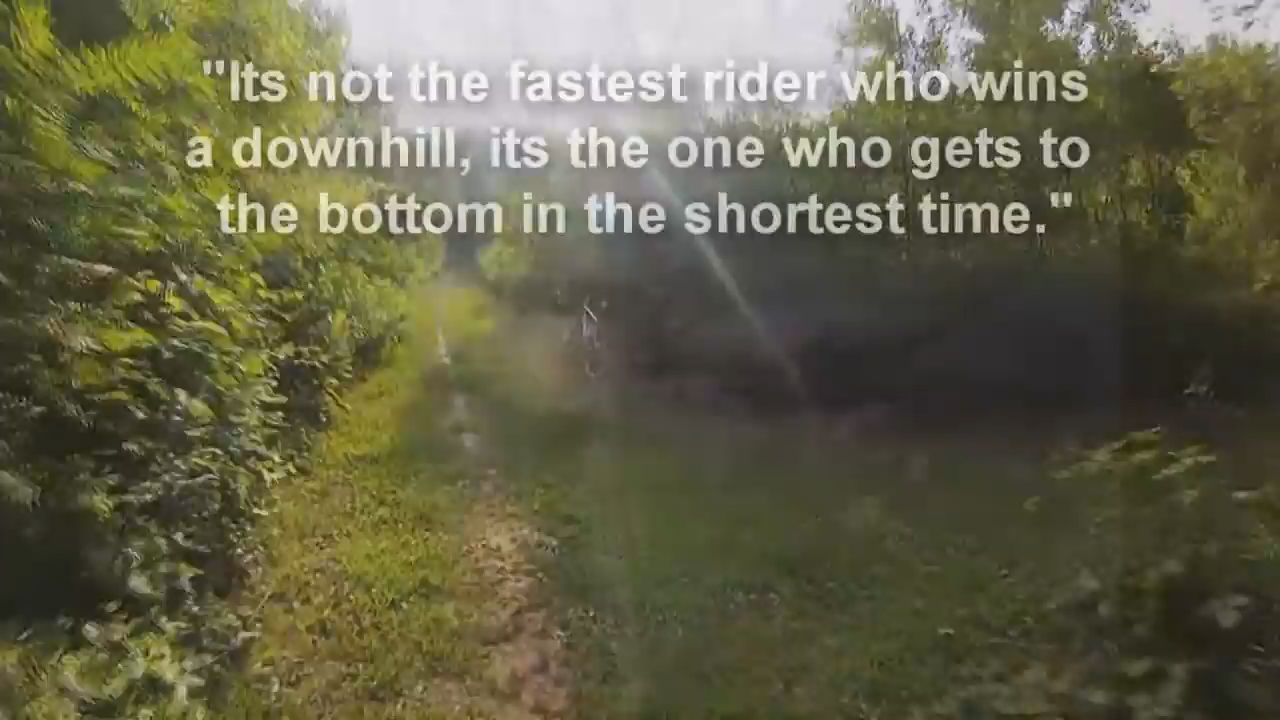 "Its not the fastest rider who wins
a downhill, its the one who gets to
the bottom in the shortest time."